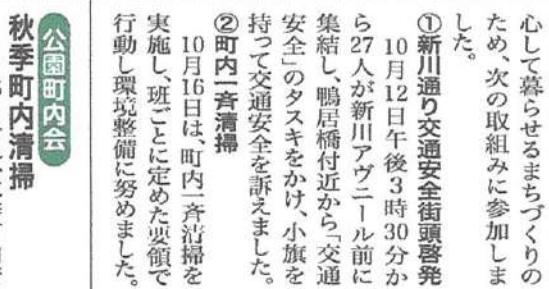 心して暮らせるまちづくりの
ため、次の取組みに参加しま
した。
①新川通り交通安全街頭啓発
10月12日午後3時30分か
ら27人が新川アヴニール前に
集結し、鴨居橋付近から「交通
安全」のタスキをかけ、小旗を
持って交通安全を訴えました。
②町内一斉清掃
10月16日は、町内一斉清掃を
実施し、班ごとに定めた要領で
行動し環境整備に努めました。
公園町内会
秋季町内清掃